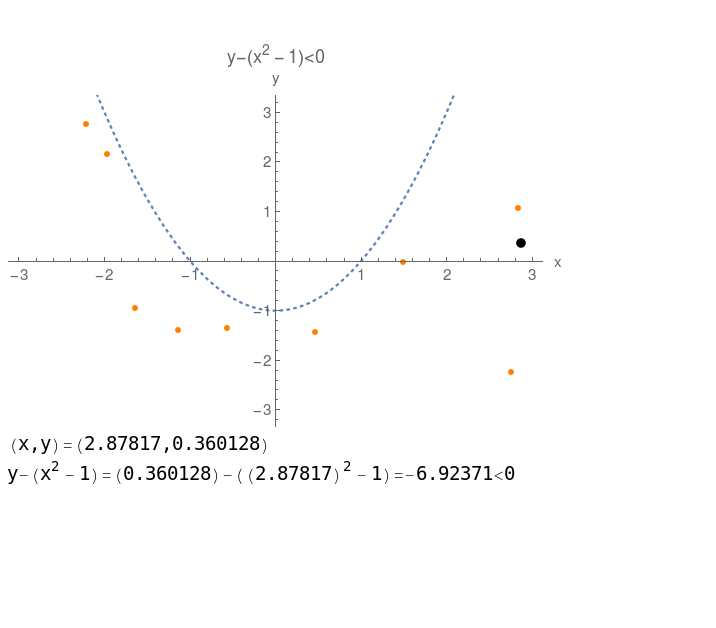 y−(x² − 1)<0
y
3
2
1
−3 −2 −1 1 2 3 x
−1
−2
−3
(x,y)=(2.87817,0.360128)
y−(x² − 1)=(0.360128)−((2.87817)² − 1)=−6.92371<0